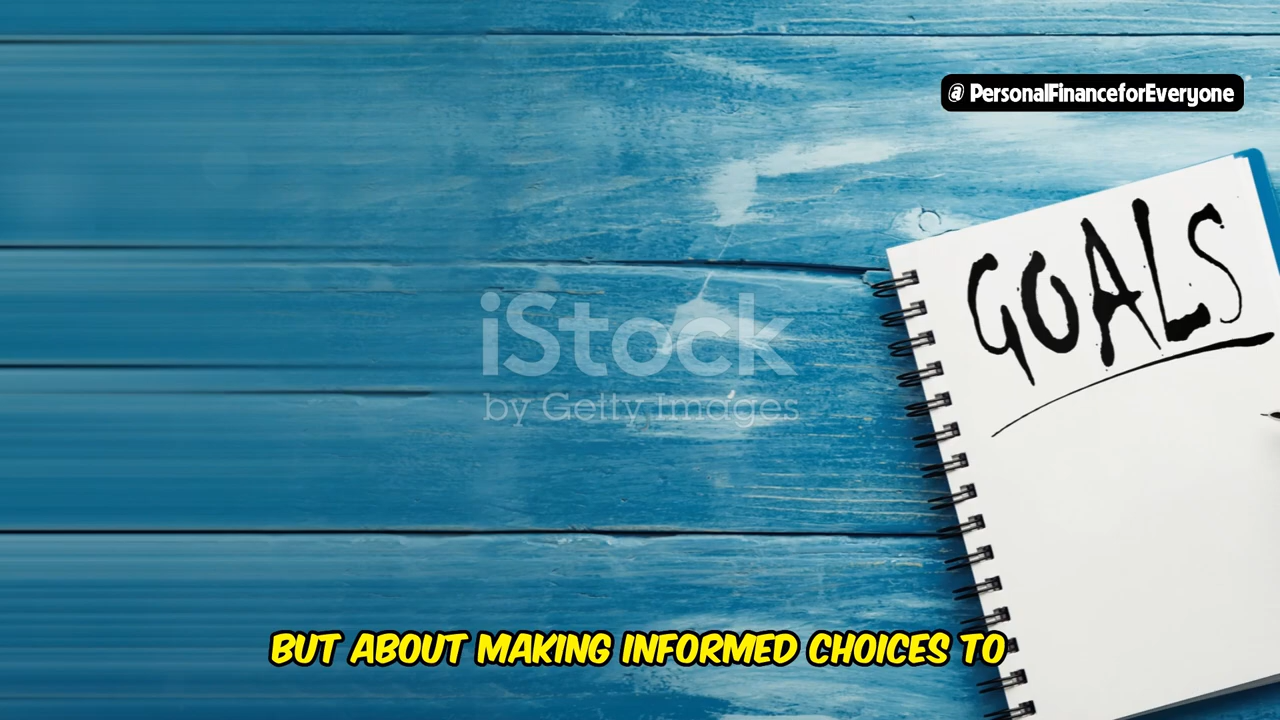 @ PersonalFinanceforEveryone
GOALS
iStock
by Getty Images
BUT ABOUT MAKING INFORMED CHOICES TO